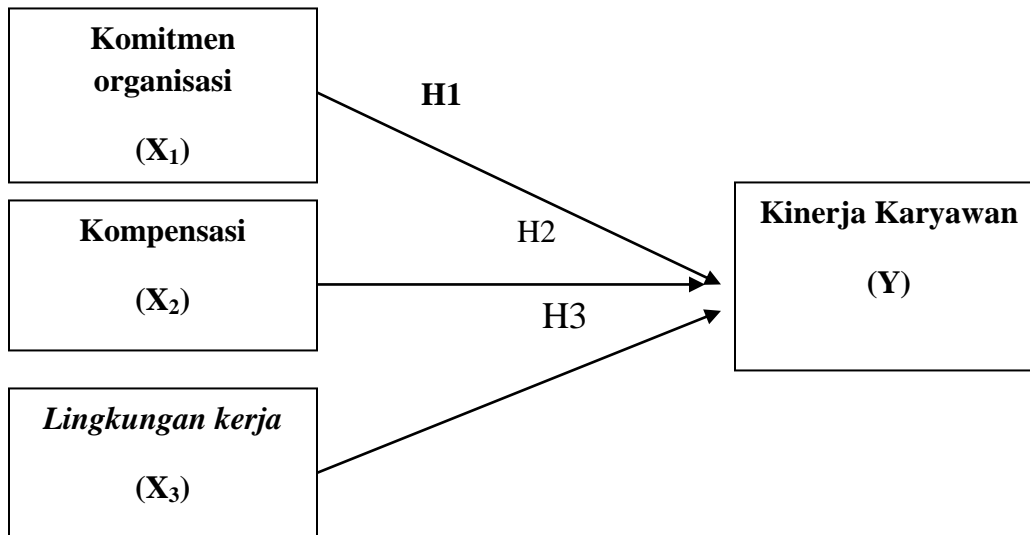 Komitmen
organisasi
(X₁)
H1
Kompensasi
(X₂)
H2
H3
Lingkungan kerja
(X₃)
Kinerja Karyawan
(Y)